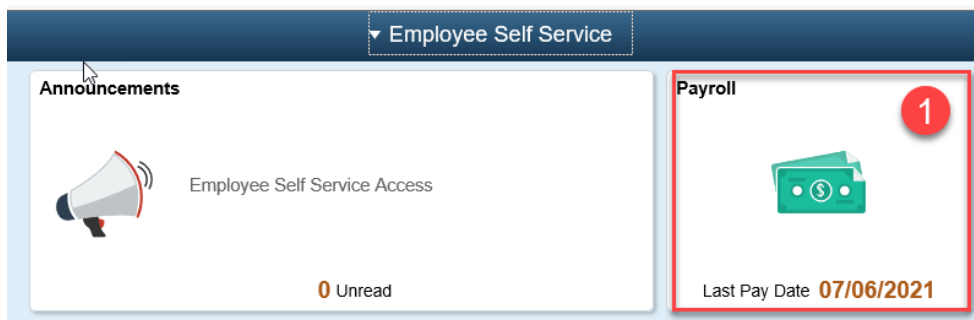 Employee Self Service
Announcements
Employee Self Service Access
0 Unread
Payroll
1
$
Last Pay Date 07/06/2021